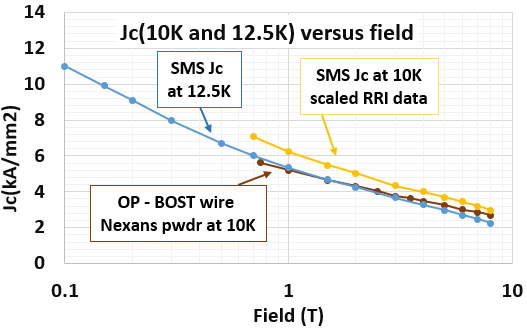 Jc(10K and 12.5K) versus field
14
12
10
8
6
4
2
0
Jc(kA/mm2)
SMS Jc
at 12.5K
SMS Jc at 10K
scaled RRI data
OP - BOST wire
Nexans pwdr at 10K
0.1
1
10
Field (T)